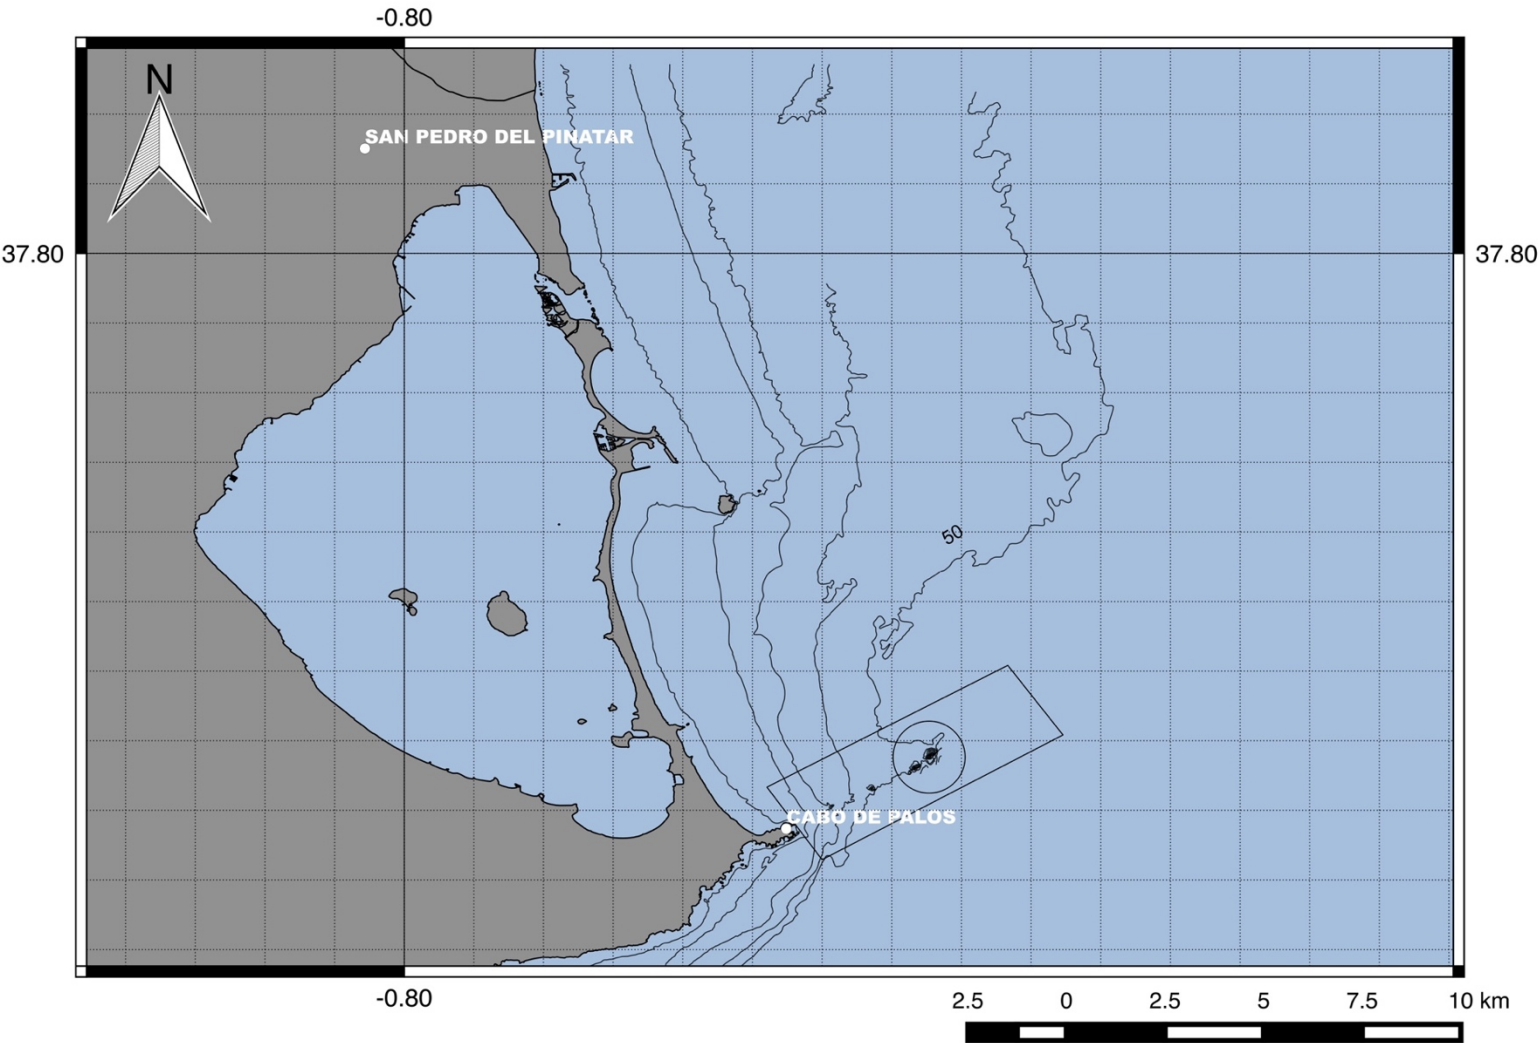 -0.80
N
SAN PEDRO DEL PINATAR
37.80
37.80
50
CABO DE PALOS
-0.80
2.5 0 2.5 5 7.5 10 km